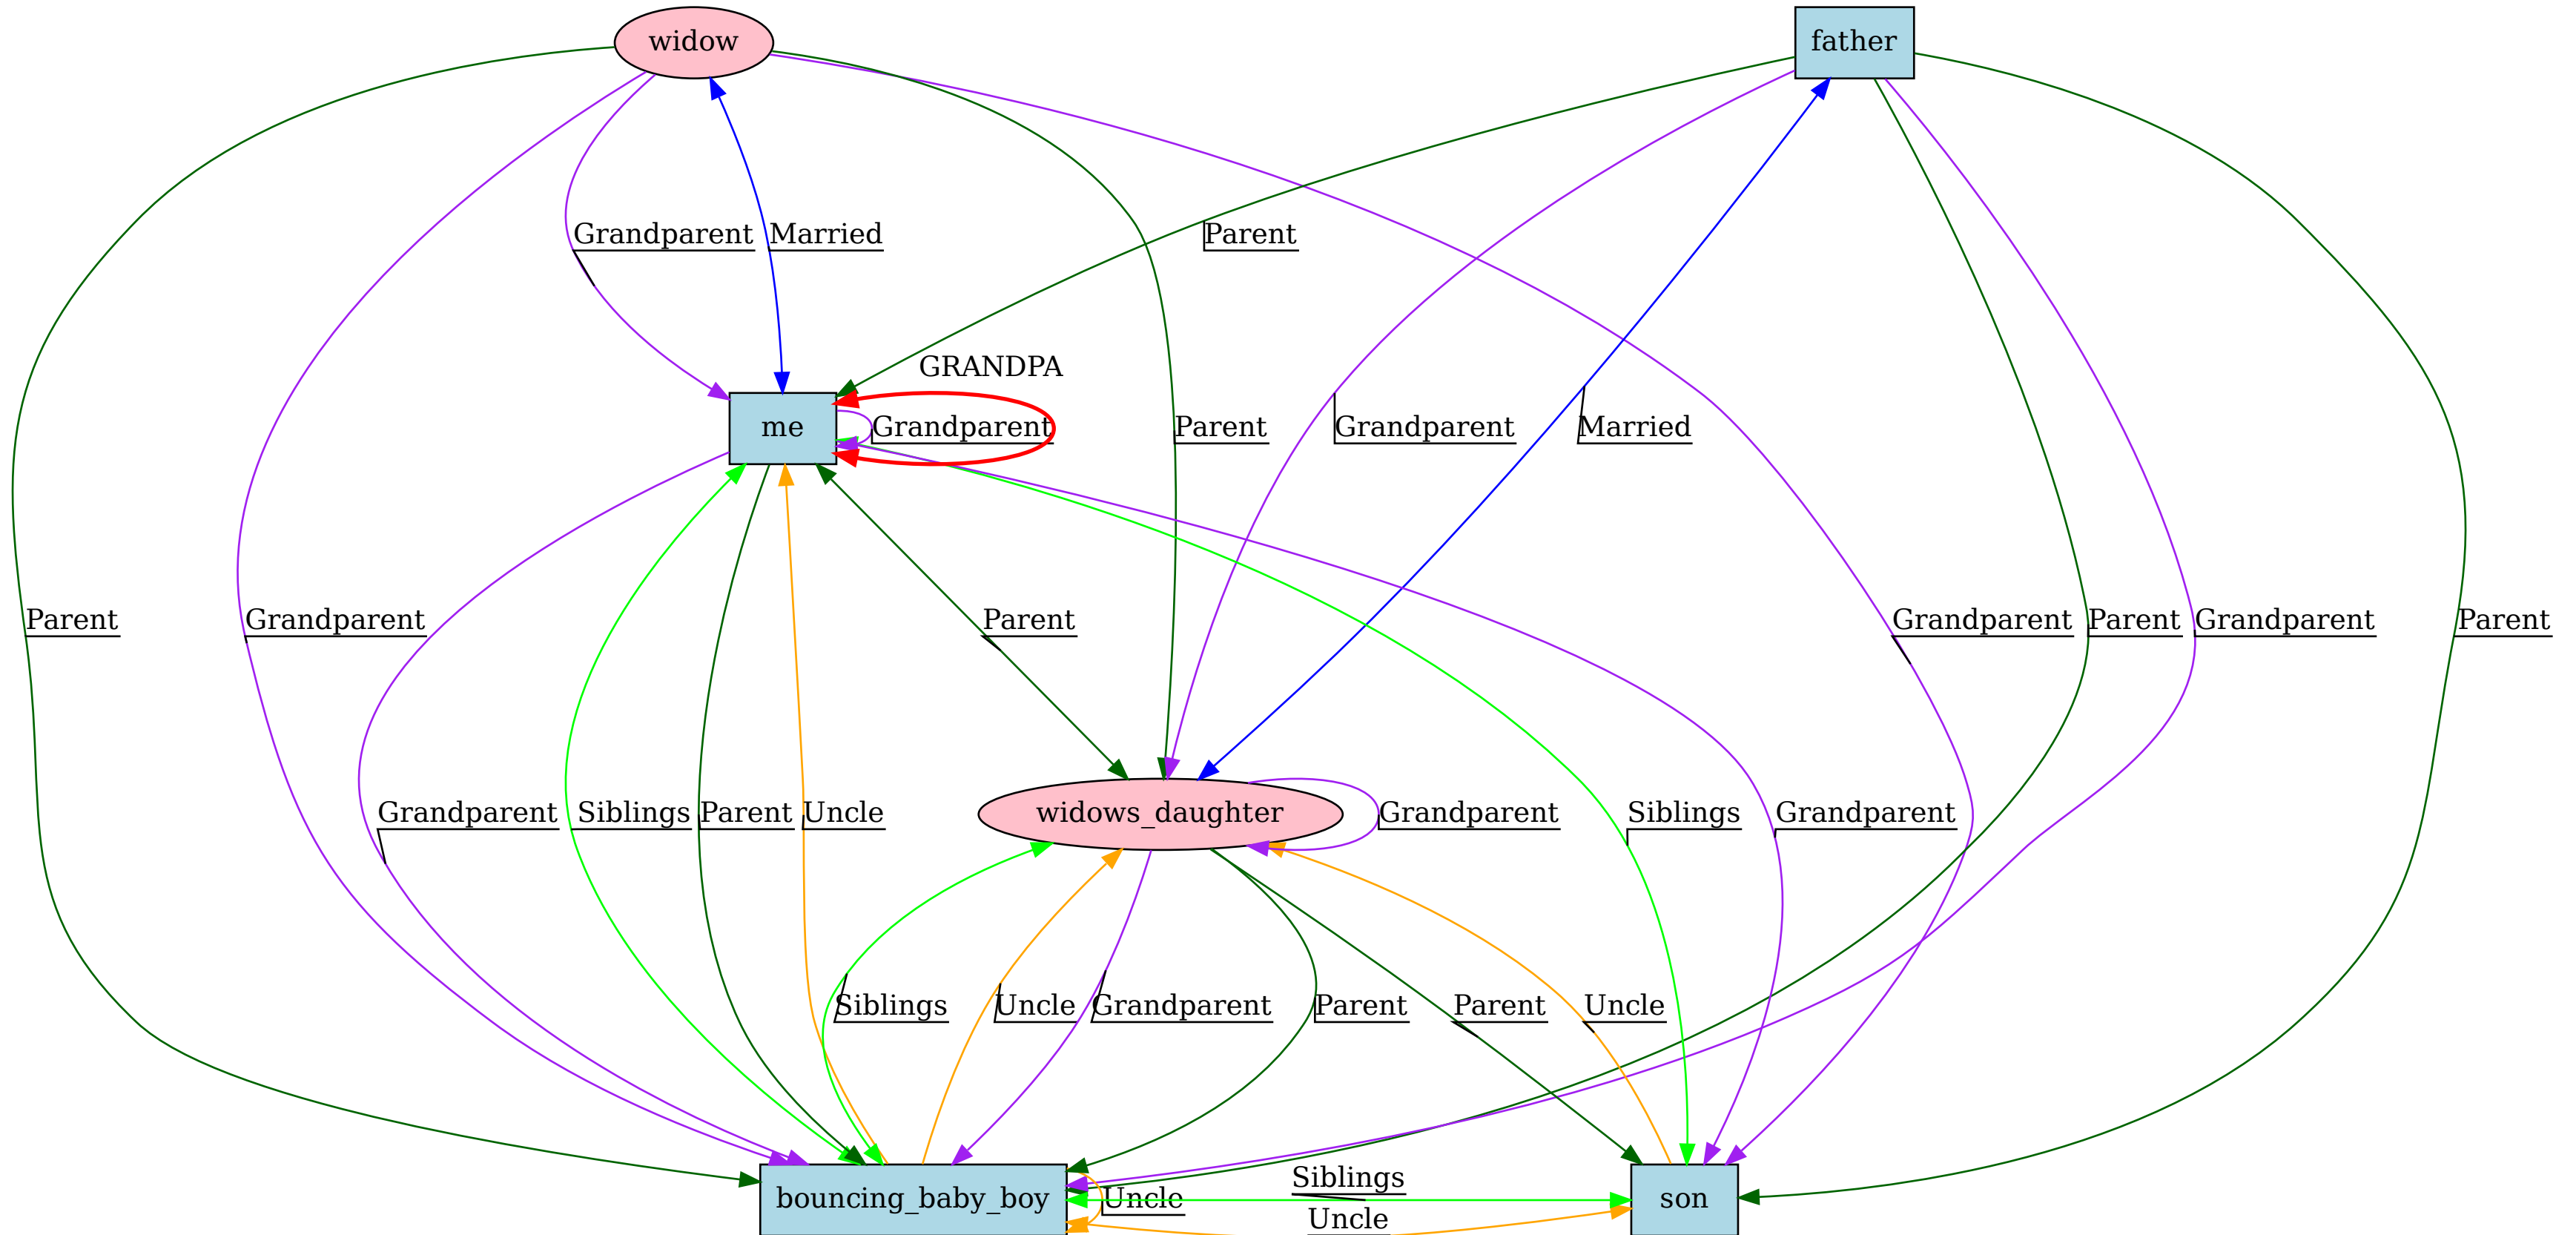 widow
father
Grandparent
Married
Parent
GRANDPA
me
Grandparent
Parent
Grandparent
Married
Parent
Grandparent
Parent
Grandparent
Parent
Grandparent
Parent
Grandparent
Siblings
Parent
Uncle
widows_daughter
Grandparent
Siblings
Grandparent
Siblings
Uncle
Grandparent
Parent
Parent
Uncle
bouncing_baby_boy
Uncle
Siblings
Uncle
son